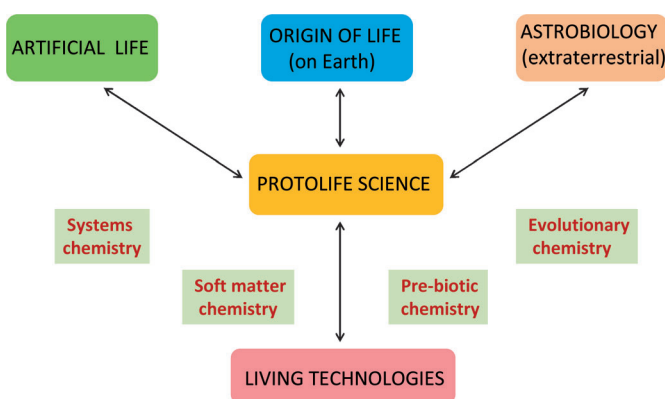 ARTIFICIAL LIFE
ORIGIN OF LIFE
(on Earth)
ASTROBIOLOGY
(extraterrestrial)
PROTOLIFE SCIENCE
Systems
chemistry
Evolutionary
chemistry
Soft matter
chemistry
Pre-biotic
chemistry
LIVING TECHNOLOGIES